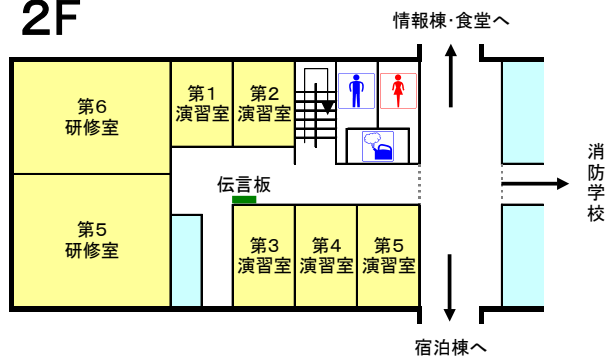 2F
情報棟・食堂へ
第6
研修室
第1
演習室
第2
演習室
消防学校
伝言板
第5
研修室
第3
演習室
第4
演習室
第5
演習室
宿泊棟へ